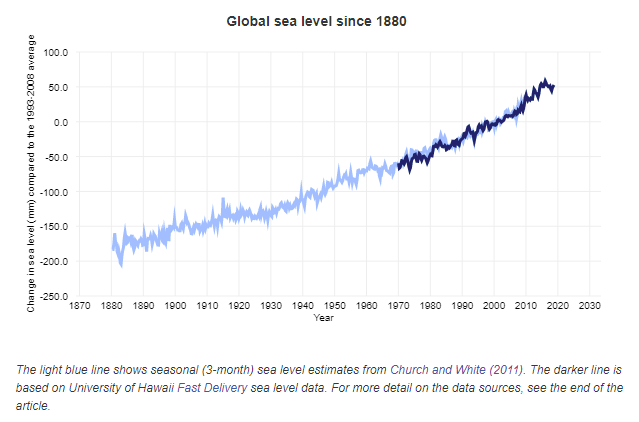 Global sea level since 1880
Change in sea level (mm) compared to the 1993-2008 average
100.0
50.0
0.0
-50.0
-100.0
-150.0
-200.0
-250.0
1870 1880 1890 1900 1910 1920 1930 1940 1950 1960 1970 1980 1990 2000 2010 2020 2030
Year
The light blue line shows seasonal (3-month) sea level estimates from Church and White (2011). The darker line is
based on University of Hawaii Fast Delivery sea level data. For more detail on the data sources, see the end of the
article.